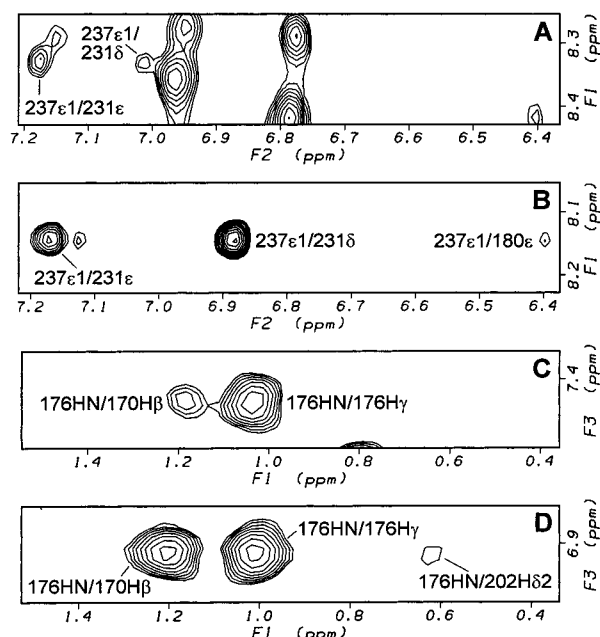 A
237ε1/
231δ
237ε1/231ε
8.3
8.4
F1 (ppm)
7.2 7.1 7.0 6.9 6.8 6.7 6.6 6.5 6.4
F2 (ppm)
B
237ε1/231δ
237ε1/180ε
237ε1/231ε
8.1
8.2
F1 (ppm)
7.2 7.1 7.0 6.9 6.8 6.7 6.6 6.5 6.4
F2 (ppm)
C
176HN/170Hβ
176HN/176Hγ
7.4
F3 (ppm)
1.4 1.2 1.0 0.8 0.6 0.4
F1 (ppm)
D
176HN/176Hγ
176HN/170Hβ
176HN/202Hδ2
6.9
F3 (ppm)
1.4 1.2 1.0 0.8 0.6 0.4
F1 (ppm)